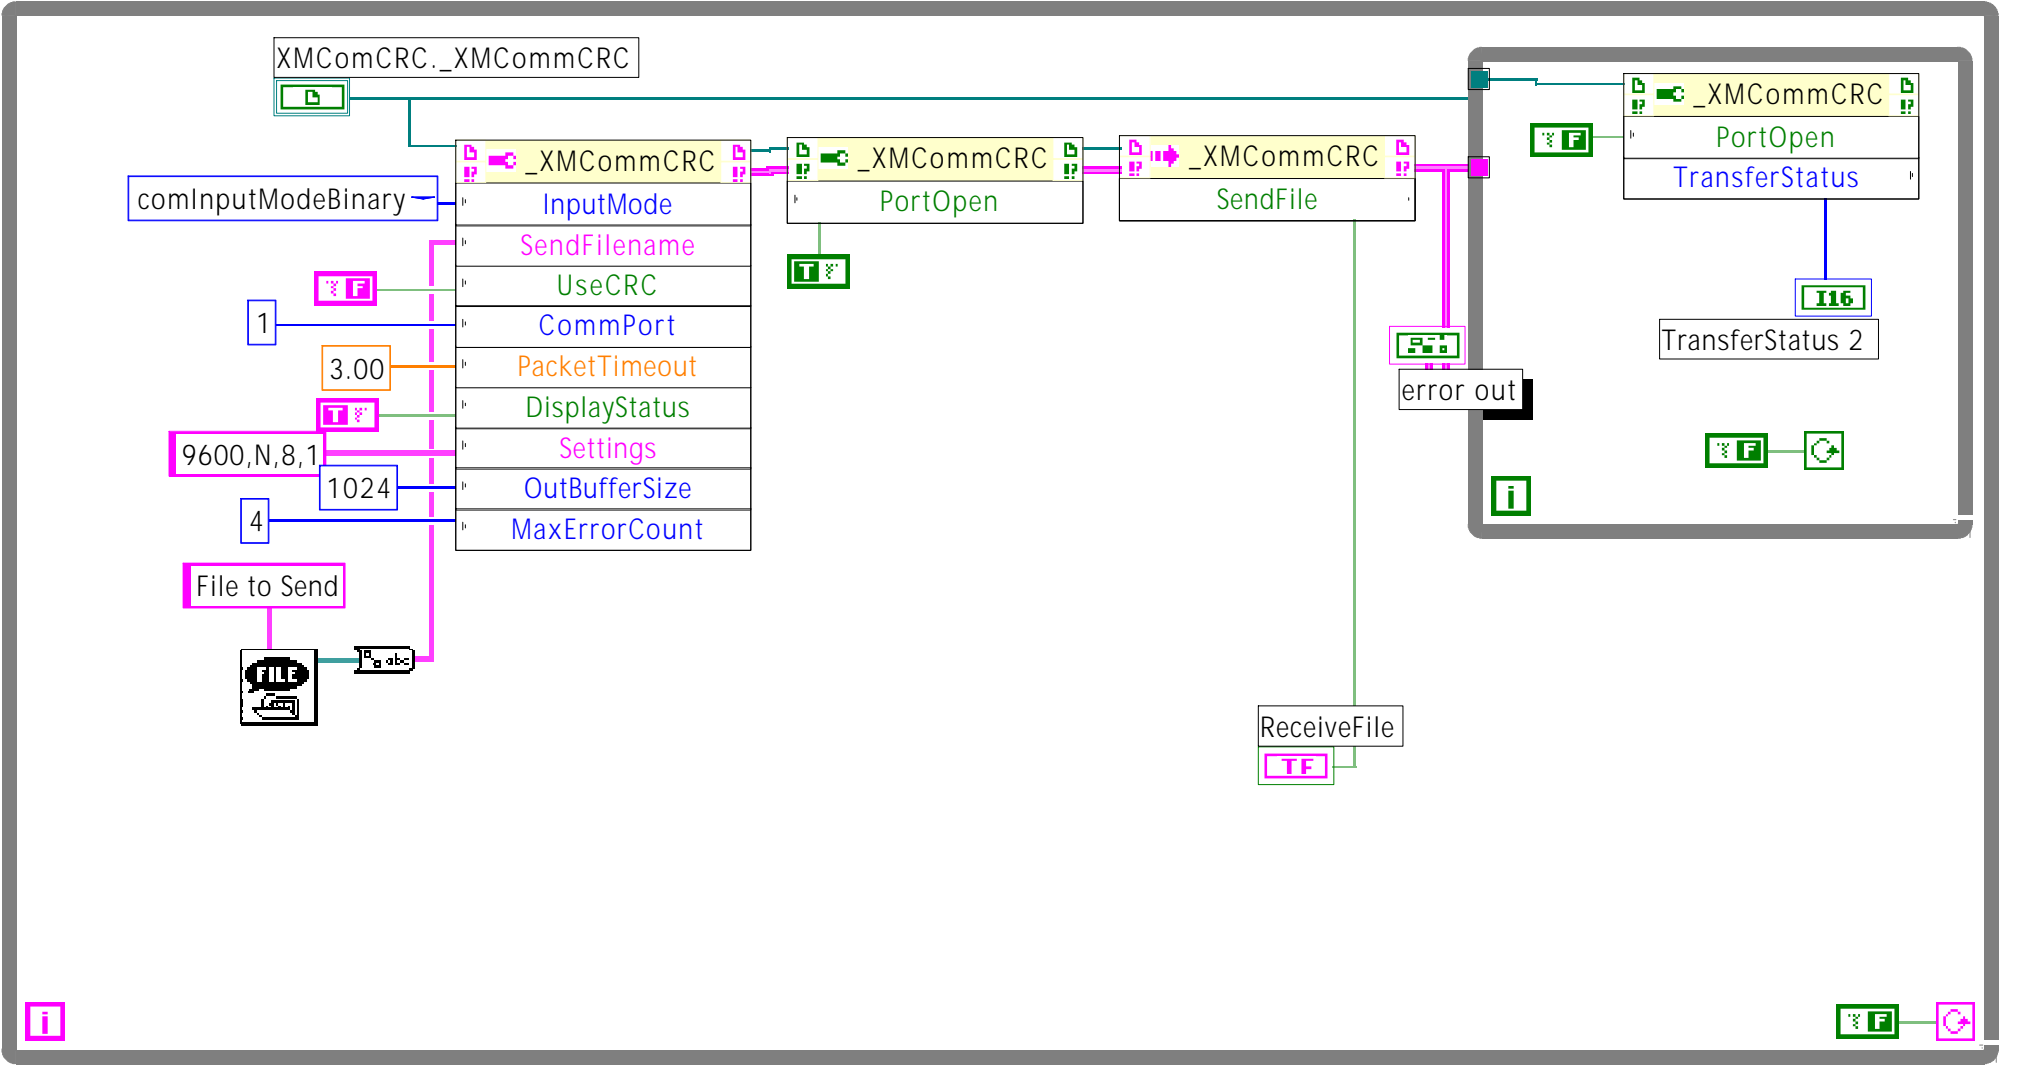 XMComCRC._XMCommCRC
_XMCommCRC
InputMode
SendFilename
UseCRC
CommPort
PacketTimeout
DisplayStatus
Settings
OutBufferSize
MaxErrorCount
comInputModeBinary
F
1
3.00
T
9600,N,8,1
1024
4
File to Send
FILE
abc
_XMCommCRC
PortOpen
T
_XMCommCRC
SendFile
ReceiveFile
TF
error out
_XMCommCRC
PortOpen
TransferStatus
F
I16
TransferStatus 2
F
i
i
F